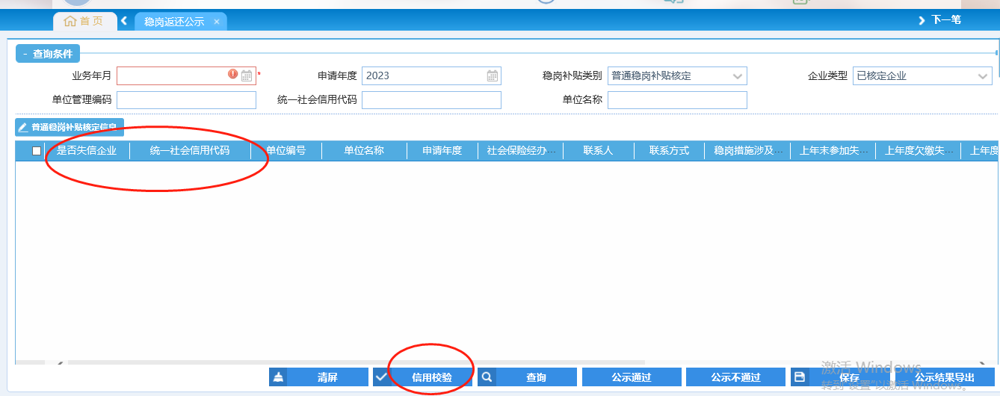 首 页
稳岗返还公示 ×
下一笔
- 查询条件
业务年月 * 申请年度 2023 稳岗补贴类别 普通稳岗补贴核定 企业类型 已核定企业
单位管理编码 统一社会信用代码 单位名称
普通稳岗补贴核定信息
是否失信企业 统一社会信用代码 单位编号 单位名称 申请年度 社会保险经办... 联系人 联系方式 稳岗措施涉及... 上年末参加失... 上年度欠缴失... 上年度
清屏 信用校验 查询 公示通过 公示不通过 保存 公示结果导出
激活 Windows
转到"设置"以激活 Windows。